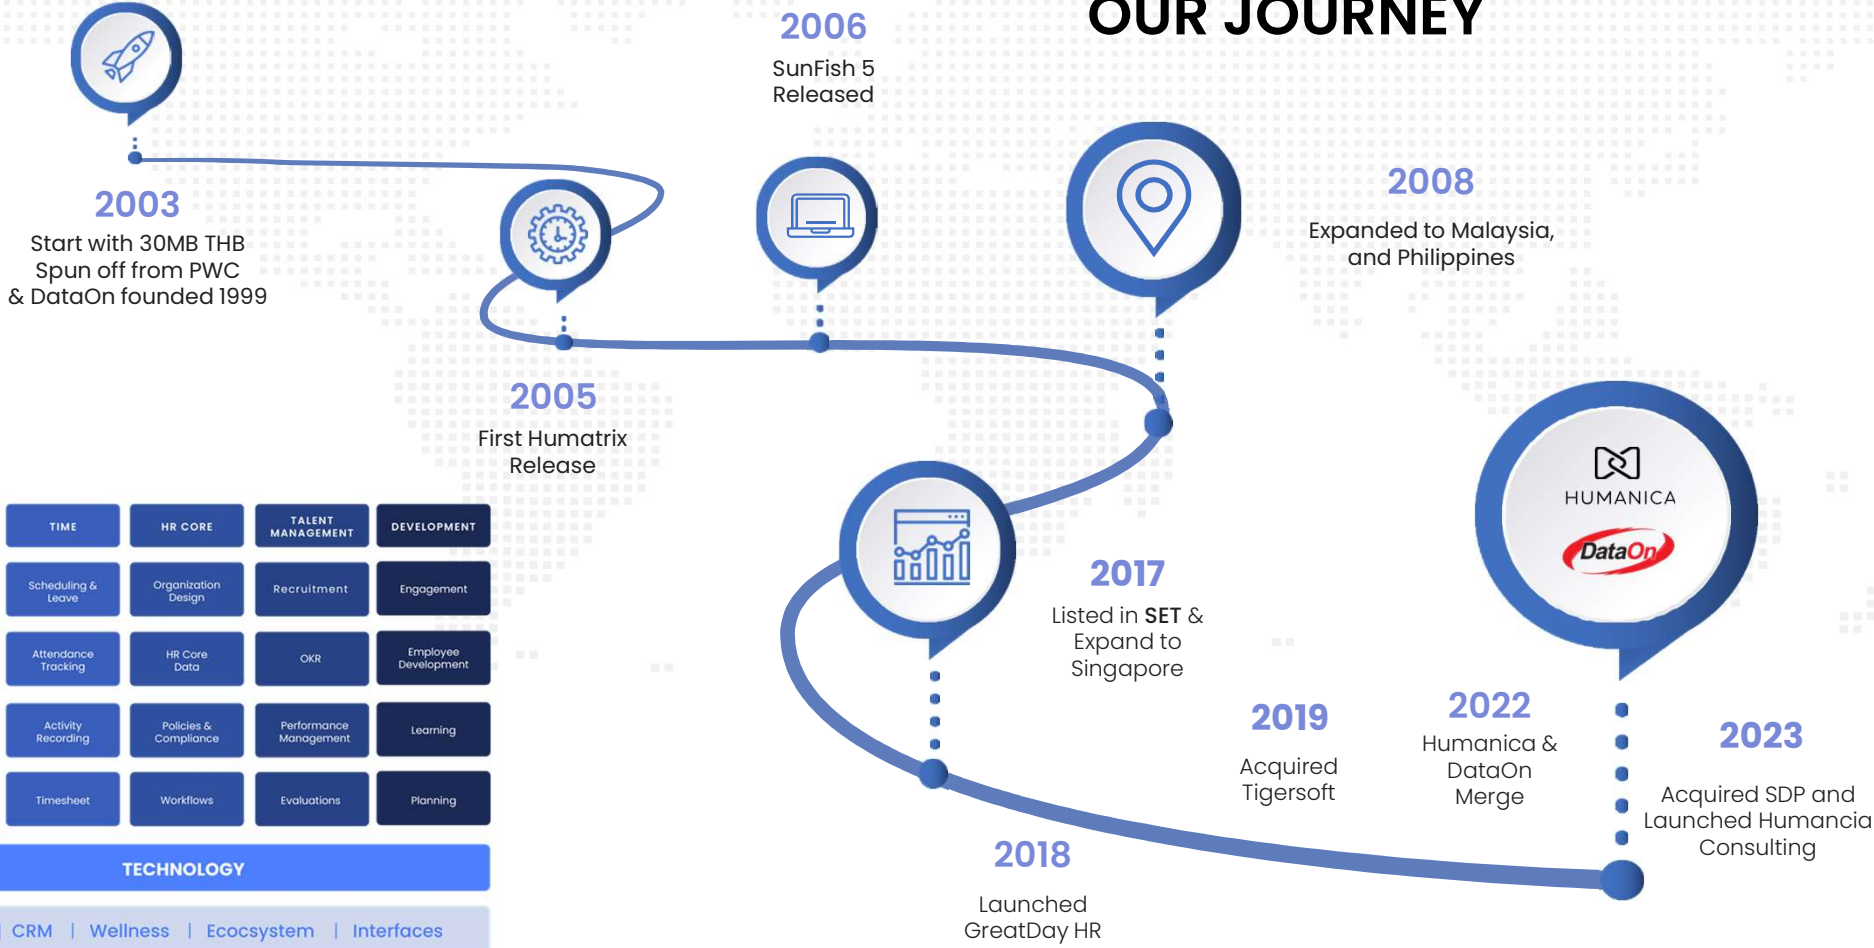 OUR JOURNEY
2003
Start with 30MB THB
Spun off from PWC
& DataOn founded 1999
2005
First Humatrix
Release
2006
SunFish 5
Released
2008
Expanded to Malaysia,
and Philippines
2017
Listed in SET &
Expand to
Singapore
2018
Launched
GreatDay HR
2019
Acquired
Tigersoft
2022
Humanica &
DataOn
Merge
HUMANICA
DataOn
2023
Acquired SDP and
Launched Humancia
Consulting
TIME
HR CORE
TALENT
MANAGEMENT
DEVELOPMENT
Scheduling &
Leave
Organization
Design
Recruitment
Engagement
Attendance
Tracking
HR Core
Data
OKR
Employee
Development
Activity
Recording
Policies &
Compliance
Performance
Management
Learning
Timesheet
Workflows
Evaluations
Planning
TECHNOLOGY
| CRM | Wellness | Ecocsystem | Interfaces